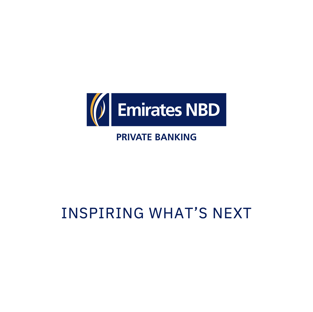 Emirates NBD
PRIVATE BANKING
INSPIRING WHAT'S NEXT